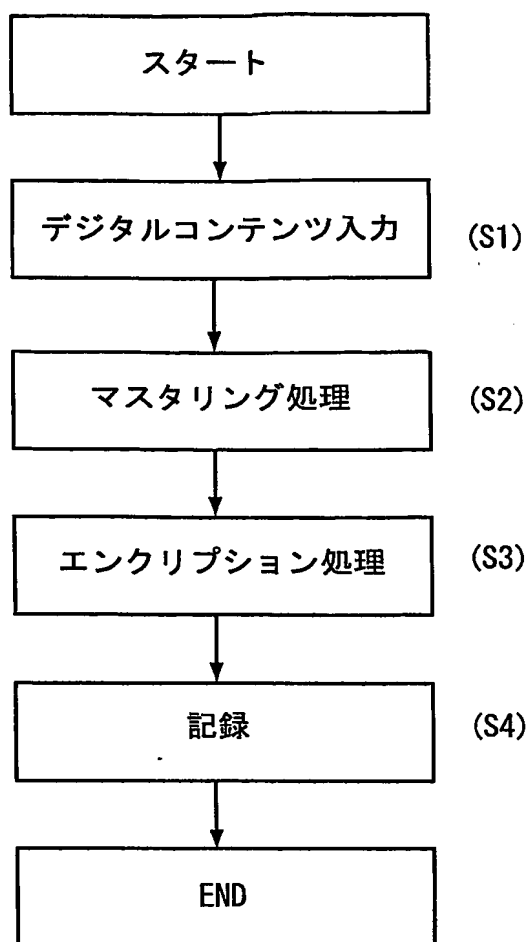 スタート
デジタルコンテンツ入力 (S1)
マスタリング処理 (S2)
エンクリプション処理 (S3)
記録 (S4)
END